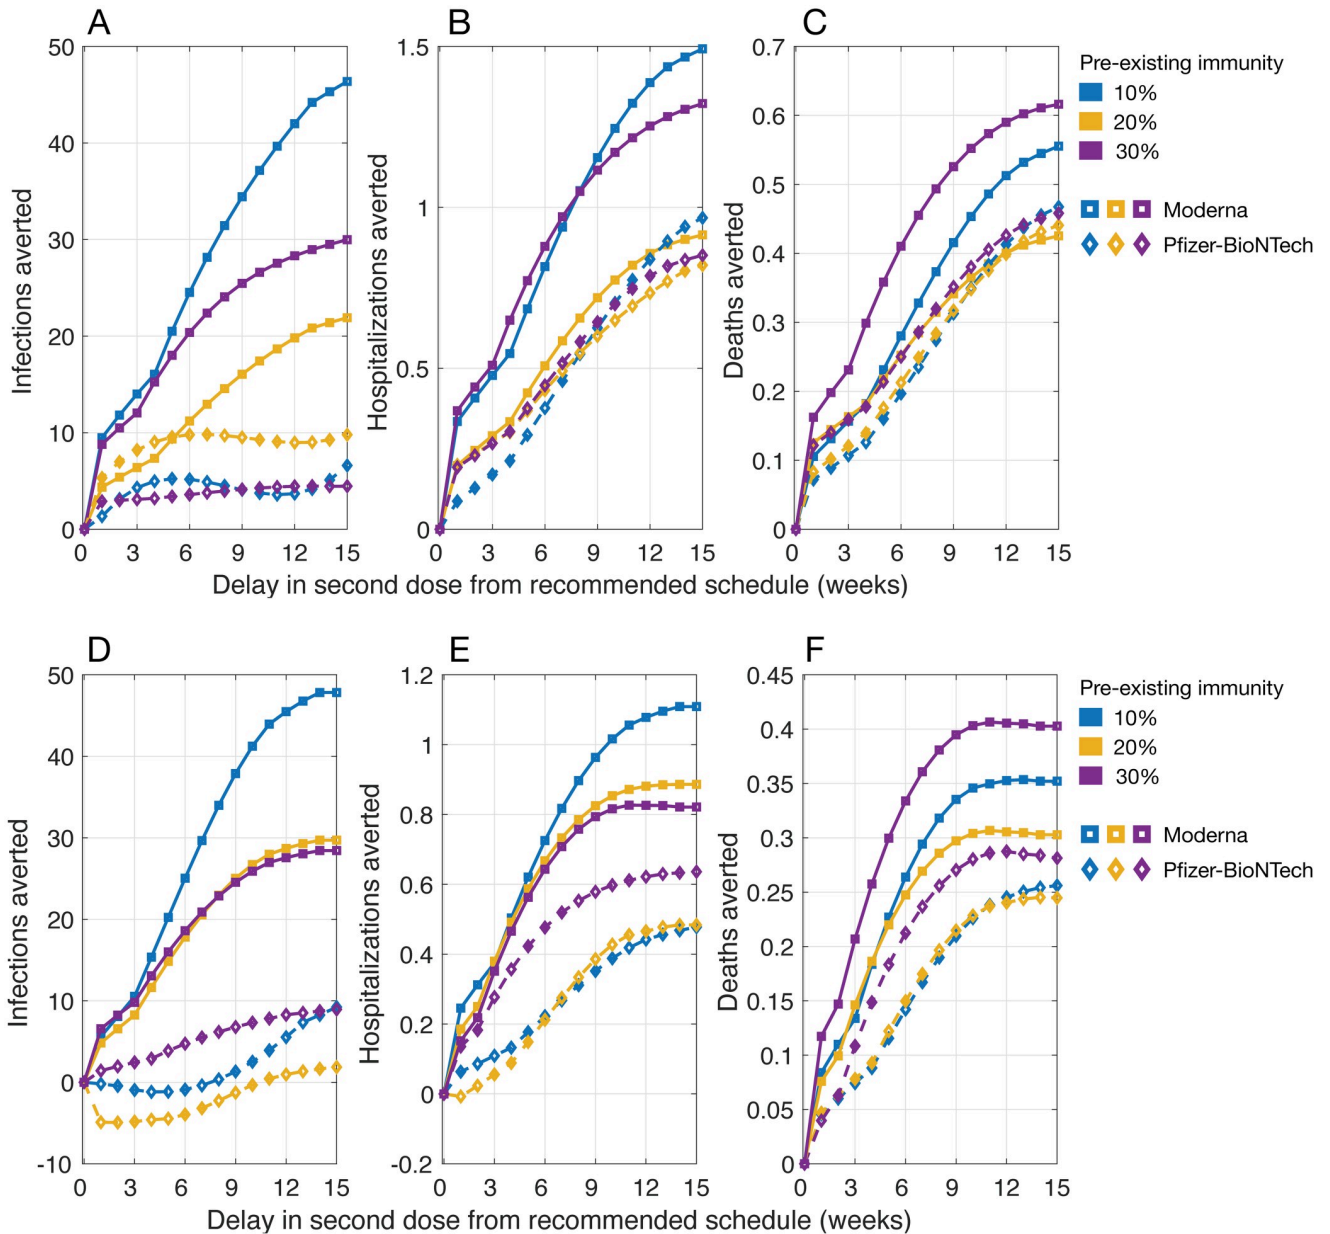 A
B
C
50
40
30
20
10
0
Infections averted
0 3 6 9 12 15
1.5
1
0.5
0
Hospitalizations averted
0 3 6 9 12 15
0.7
0.6
0.5
0.4
0.3
0.2
0.1
0
Deaths averted
0 3 6 9 12 15
Delay in second dose from recommended schedule (weeks)
Pre-existing immunity
10%
20%
30%
Moderna
Pfizer-BioNTech
D
E
F
50
40
30
20
10
0
-10
Infections averted
0 3 6 9 12 15
1.2
1
0.8
0.6
0.4
0.2
0
-0.2
Hospitalizations averted
0 3 6 9 12 15
0.45
0.4
0.35
0.3
0.25
0.2
0.15
0.1
0.05
0
Deaths averted
0 3 6 9 12 15
Delay in second dose from recommended schedule (weeks)
Pre-existing immunity
10%
20%
30%
Moderna
Pfizer-BioNTech